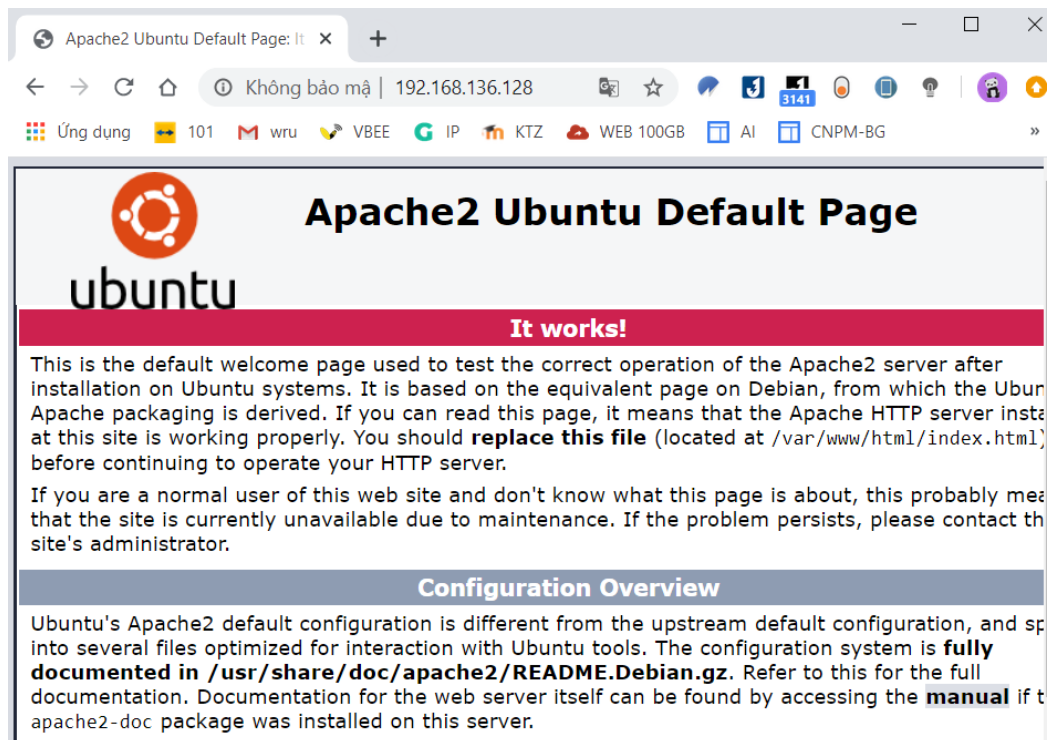 Apache2 Ubuntu Default Page: It
Không bảo mậ | 192.168.136.128
3141
Ứng dụng 101 wru VBEE G IP KTZ WEB 100GB AI CNPM-BG »
ubuntu
Apache2 Ubuntu Default Page
It works!
This is the default welcome page used to test the correct operation of the Apache2 server after
installation on Ubuntu systems. It is based on the equivalent page on Debian, from which the Ubun
Apache packaging is derived. If you can read this page, it means that the Apache HTTP server insta
at this site is working properly. You should replace this file (located at /var/www/html/index.html)
before continuing to operate your HTTP server.
If you are a normal user of this web site and don't know what this page is about, this probably mea
that the site is currently unavailable due to maintenance. If the problem persists, please contact th
site's administrator.
Configuration Overview
Ubuntu's Apache2 default configuration is different from the upstream default configuration, and sp
into several files optimized for interaction with Ubuntu tools. The configuration system is fully
documented in /usr/share/doc/apache2/README.Debian.gz. Refer to this for the full
documentation. Documentation for the web server itself can be found by accessing the manual if t
apache2-doc package was installed on this server.